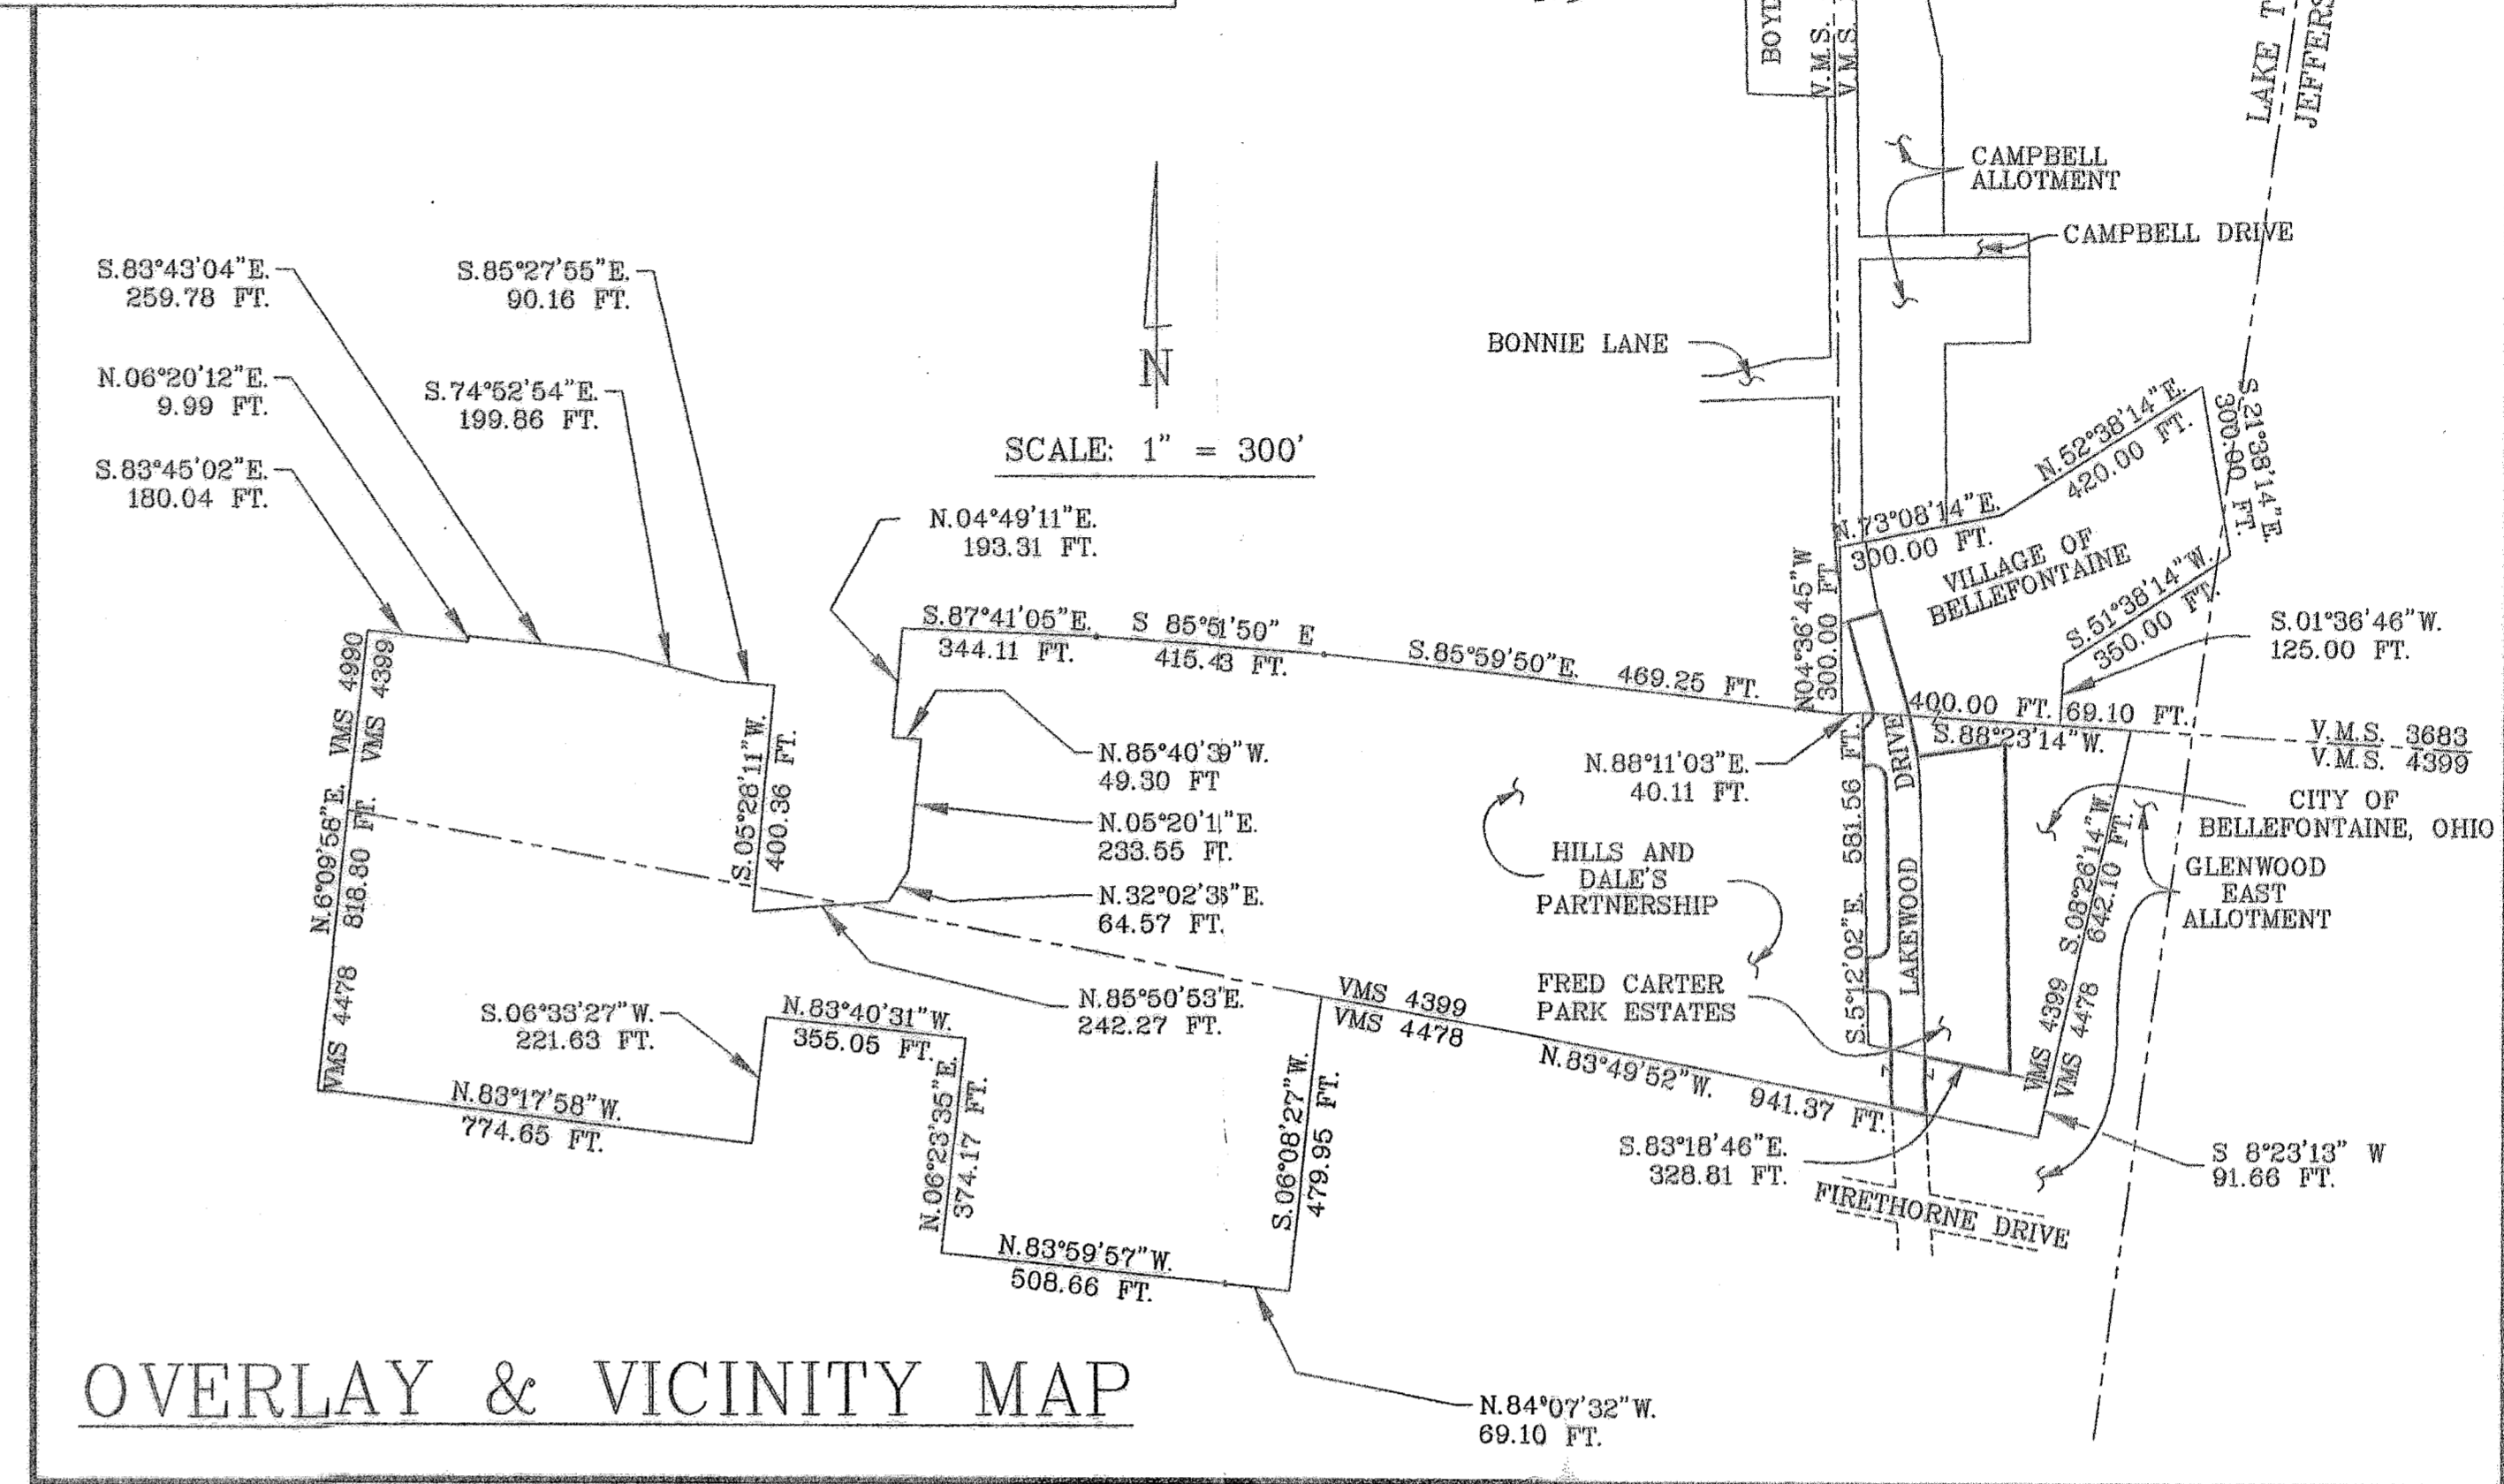 BOYD
V.M.S.
V.M.S.
LAKE T
JEFFERS
CAMPBELL
ALLOTMENT
CAMPBELL DRIVE
BONNIE LANE
S.83°43'04"E.
259.78 FT.
S.85°27'55"E.
90.16 FT.
N.06°20'12"E.
9.99 FT.
S.74°52'54"E.
199.86 FT.
S.83°45'02"E.
180.04 FT.
N
SCALE: 1" = 300'
N.04°49'11"E.
193.31 FT.
S.87°41'05"E.
344.11 FT.
S 85°51'50" E
415.43 FT.
S.85°59'50"E. 469.25 FT.
N04°36'45"W
300.00 FT
N.73°08'14"E.
300.00 FT.
N.52°38'14"E.
420.00 FT.
S.21°38'14"E.
300.00 FT.
VILLAGE OF
BELLEFONTAINE
S.51°38'14"W.
350.00 FT.
S.01°36'46"W.
125.00 FT.
400.00 FT.
69.10 FT.
S.88°23'14"W.
V.M.S. 3683
V.M.S. 4399
N.88°11'03"E.
40.11 FT.
CITY OF
BELLEFONTAINE, OHIO
GLENWOOD
EAST
ALLOTMENT
HILLS AND
DALE'S
PARTNERSHIP
FRED CARTER
PARK ESTATES
S.5°12'02"E. 581.56 FT.
LAKEWOOD DRIVE
S.08°26'14"W.
642.10 FT.
VMS 4399
VMS 4478
VMS 4990
VMS 4399
N.6°09'58"E.
818.80 FT.
VMS 4478
S.05°28'11"W.
400.36 FT.
N.85°40'39"W.
49.30 FT
N.05°20'1"E.
233.55 FT.
N.32°02'35"E.
64.57 FT.
N.85°50'53"E.
242.27 FT.
S.06°33'27"W.
221.63 FT.
N.83°40'31"W.
355.05 FT.
N.83°17'58"W.
774.65 FT.
N.06°23'35"E.
374.17 FT.
S.06°08'27"W.
479.95 FT.
VMS 4399
VMS 4478
N.83°49'52"W. 941.37 FT.
S.83°18'46"E.
328.81 FT.
S 8°23'13" W
91.66 FT.
FIRETHORNE DRIVE
N.83°59'57"W.
508.66 FT.
N.84°07'32"W.
69.10 FT.
OVERLAY & VICINITY MAP